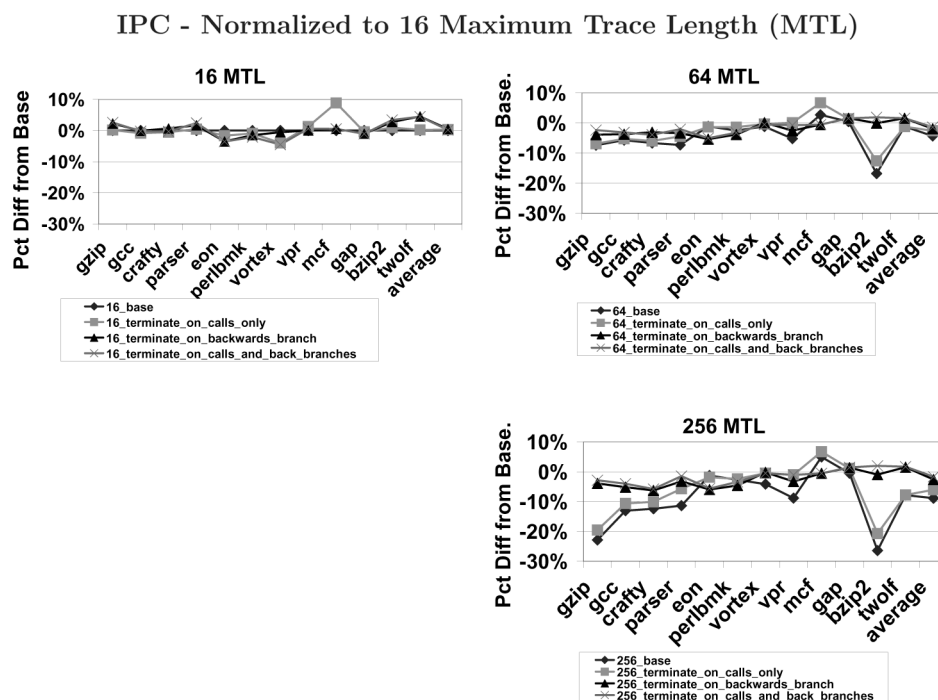 IPC - Normalized to 16 Maximum Trace Length (MTL)
16 MTL
Pct Diff from Base
10%
0%
-10%
-20%
-30%
gzip
gcc
crafty
parser
eon
perlbmk
vortex
vpr
mcf
gap
bzip2
twolf
average
16_base
16_terminate_on_calls_only
16_terminate_on_backwards_branch
16_terminate_on_calls_and_back_branches
64 MTL
Pct Diff from Base.
10%
0%
-10%
-20%
-30%
gzip
gcc
crafty
parser
eon
perlbmk
vortex
vpr
mcf
gap
bzip2
twolf
average
64_base
64_terminate_on_calls_only
64_terminate_on_backwards_branch
64_terminate_on_calls_and_back_branches
256 MTL
Pct Diff from Base.
10%
0%
-10%
-20%
-30%
gzip
gcc
crafty
parser
eon
perlbmk
vortex
vpr
mcf
gap
bzip2
twolf
average
256_base
256_terminate_on_calls_only
256_terminate_on_backwards_branch
256_terminate_on_calls_and_back_branches